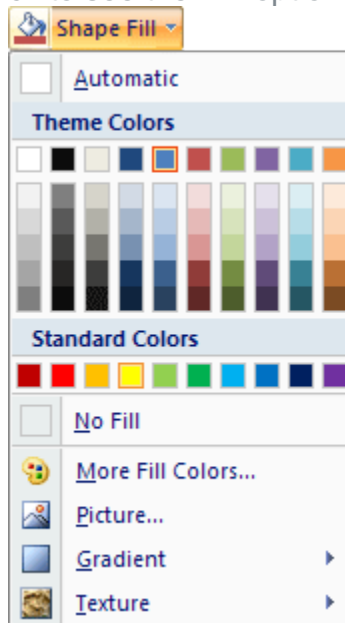 Shape Fill
Automatic
Theme Colors
Standard Colors
No Fill
More Fill Colors...
Picture...
Gradient
Texture